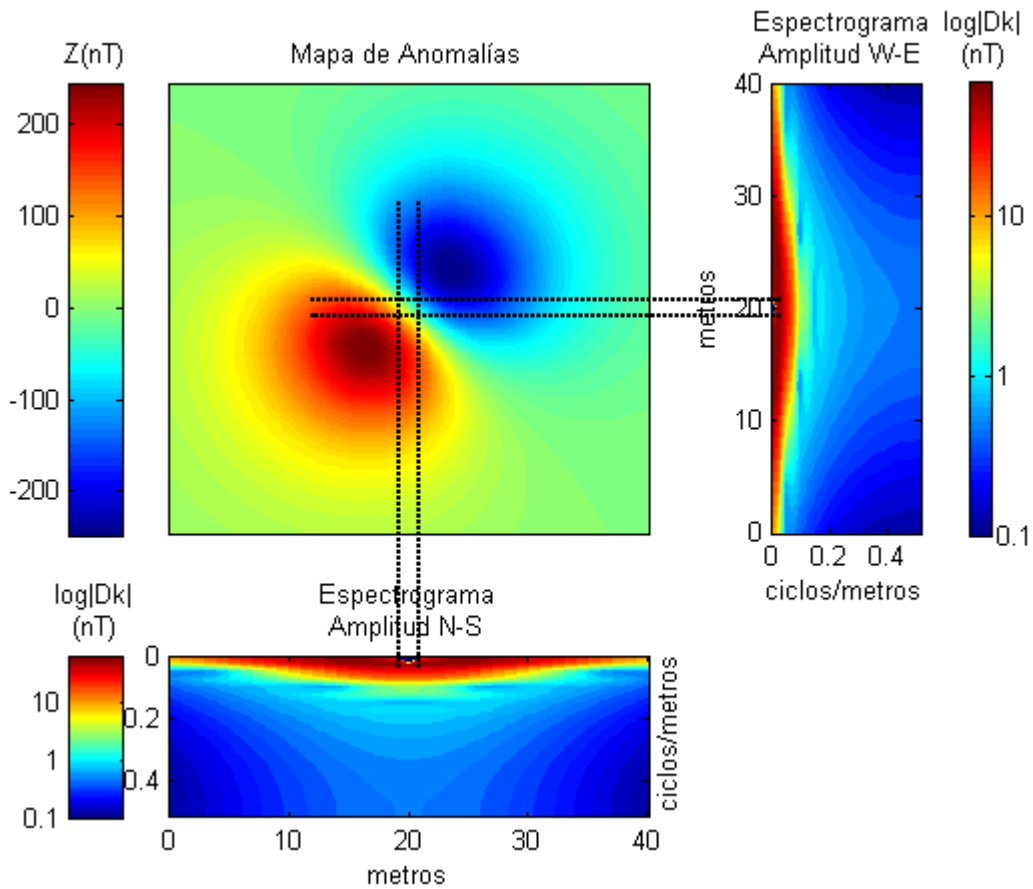 Z(nT)
200
100
0
-100
-200
Mapa de Anomalías
Espectrograma
Amplitud W-E
40
30
20
10
0
metros
0
0.2
0.4
ciclos/metros
log|Dk|
(nT)
10
1
0.1
log|Dk|
(nT)
10
1
0.1
Espectrograma
Amplitud N-S
0
0.2
0.4
ciclos/metros
0
10
20
30
40
metros